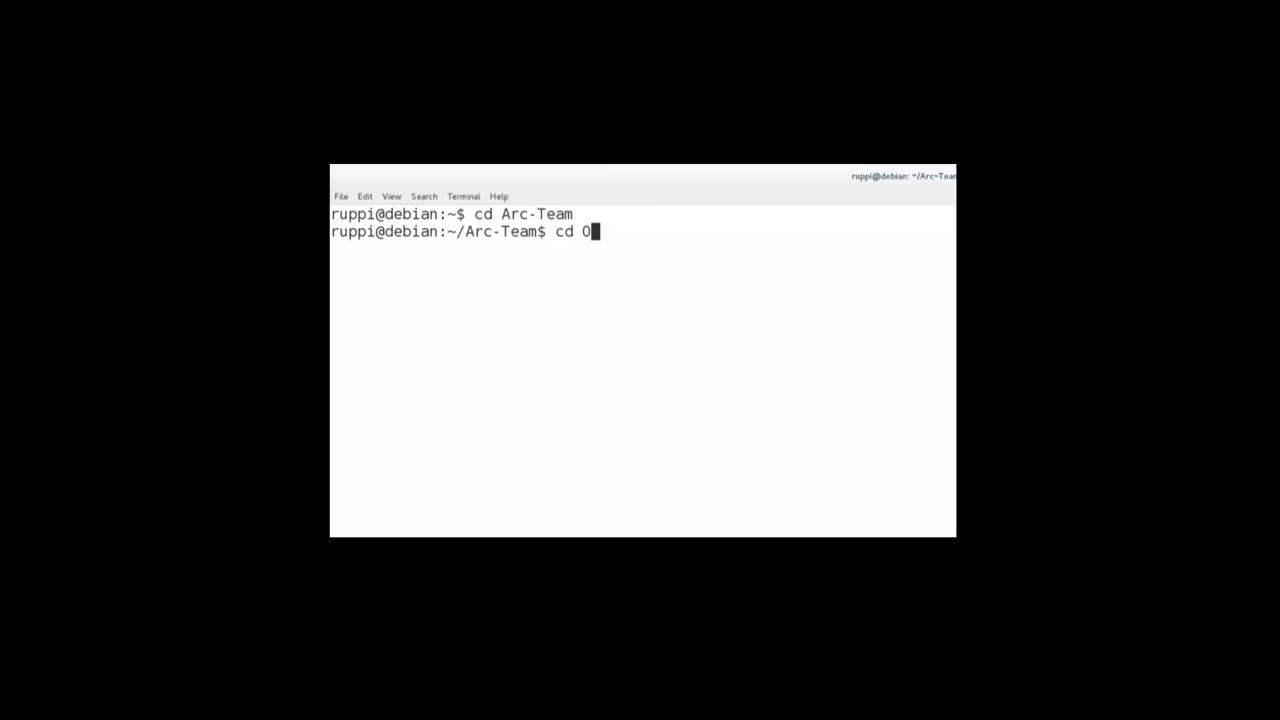 ruppi@debian: ~/Arc-Tear
File Edit View Search Terminal Help
ruppi@debian:~$ cd Arc-Team
ruppi@debian:~/Arc-Team$ cd O